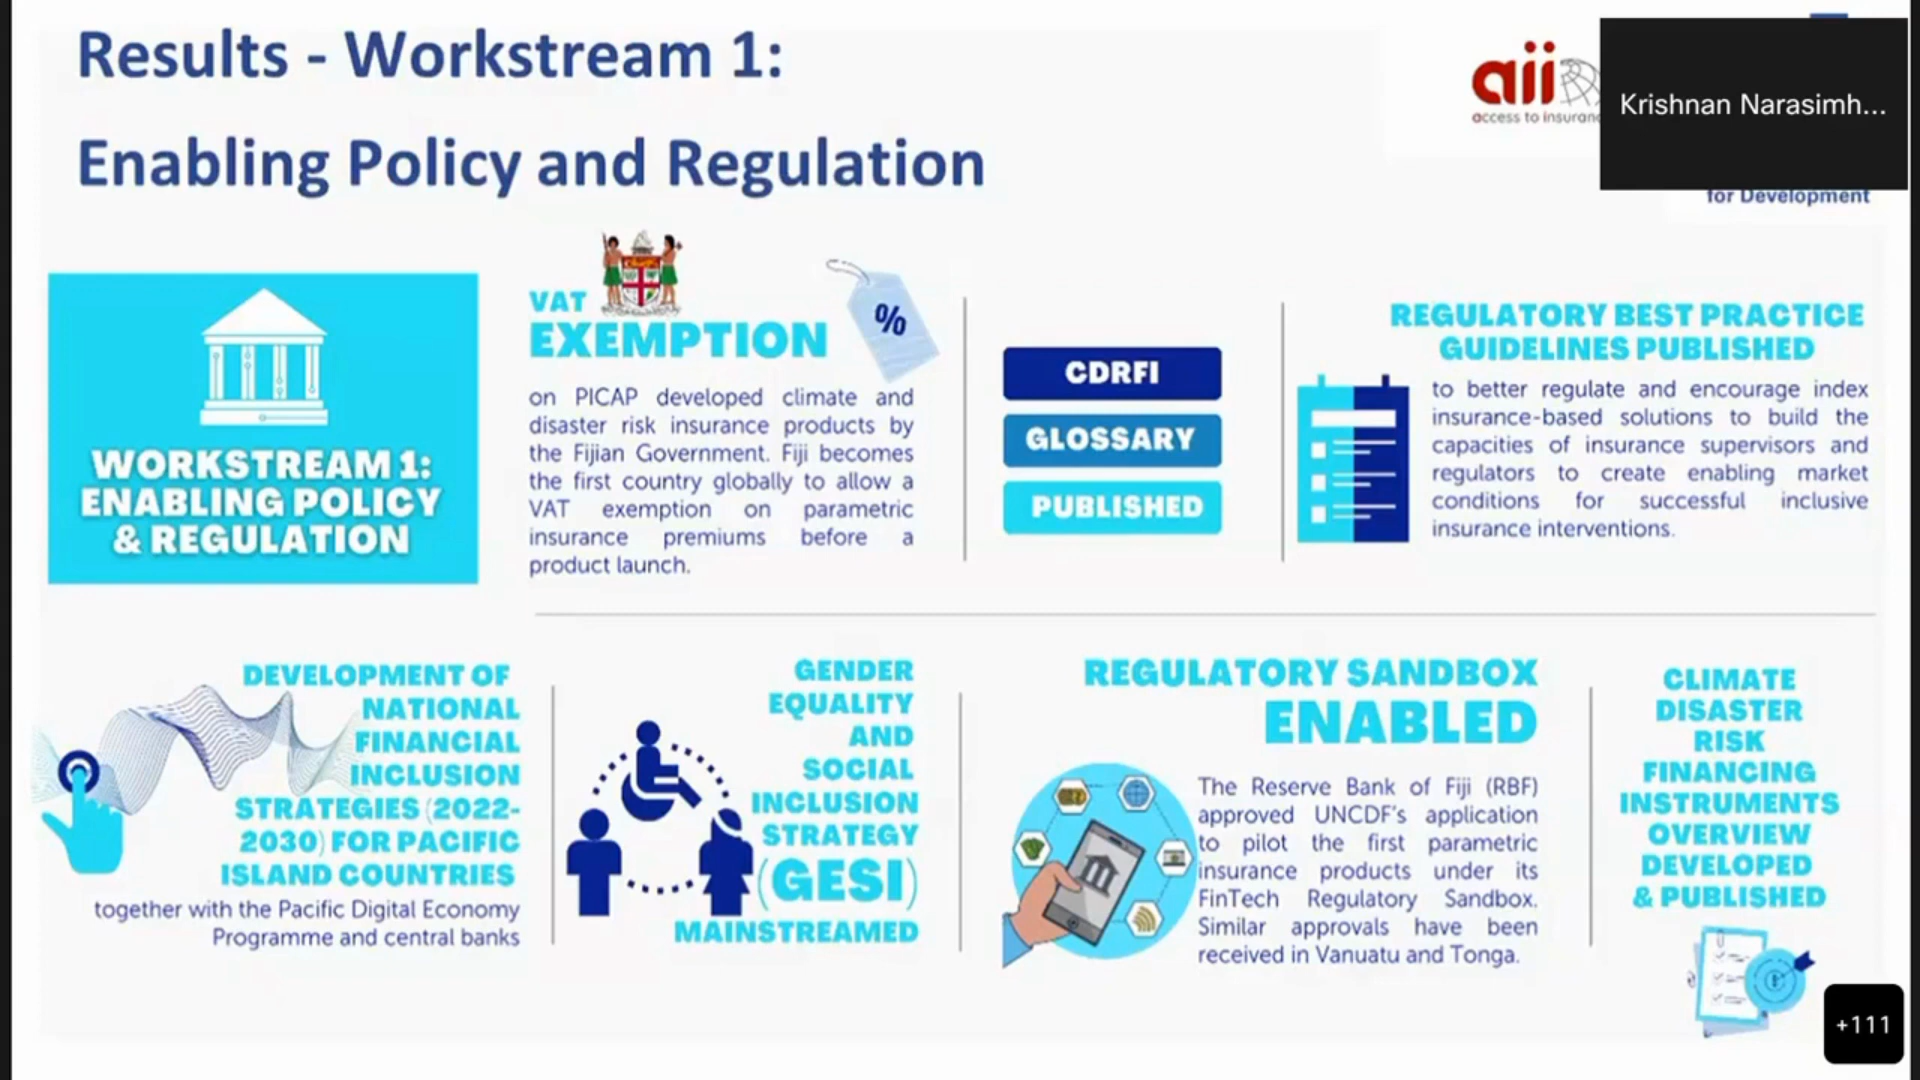 Results - Workstream 1:
Enabling Policy and Regulation
aii
access to insuran
Krishnan Narasimh...
for Development
WORKSTREAM 1:
ENABLING POLICY
& REGULATION
VAT
EXEMPTION
%
on PICAP developed climate and
disaster risk insurance products by
the Fijian Government. Fiji becomes
the first country globally to allow a
VAT exemption on parametric
insurance premiums before a
product launch.
CDRFI
GLOSSARY
PUBLISHED
REGULATORY BEST PRACTICE
GUIDELINES PUBLISHED
to better regulate and encourage index
insurance-based solutions to build the
capacities of insurance supervisors and
regulators to create enabling market
conditions for successful inclusive
insurance interventions.
DEVELOPMENT OF
NATIONAL
FINANCIAL
INCLUSION
STRATEGIES (2022-
2030) FOR PACIFIC
ISLAND COUNTRIES
together with the Pacific Digital Economy
Programme and central banks
GENDER
EQUALITY
AND
SOCIAL
INCLUSION
STRATEGY
(GESI)
MAINSTREAMED
REGULATORY SANDBOX
ENABLED
The Reserve Bank of Fiji (RBF)
approved UNCDF's application
to pilot the first parametric
insurance products under its
FinTech Regulatory Sandbox.
Similar approvals have been
received in Vanuatu and Tonga.
CLIMATE
DISASTER
RISK
FINANCING
INSTRUMENTS
OVERVIEW
DEVELOPED
& PUBLISHED
+111